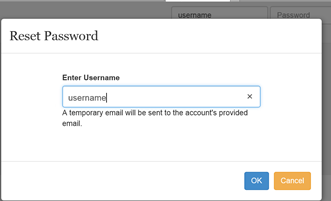 username Password
Reset Password
Enter Username
username
A temporary email will be sent to the account's provided
email.
OK Cancel